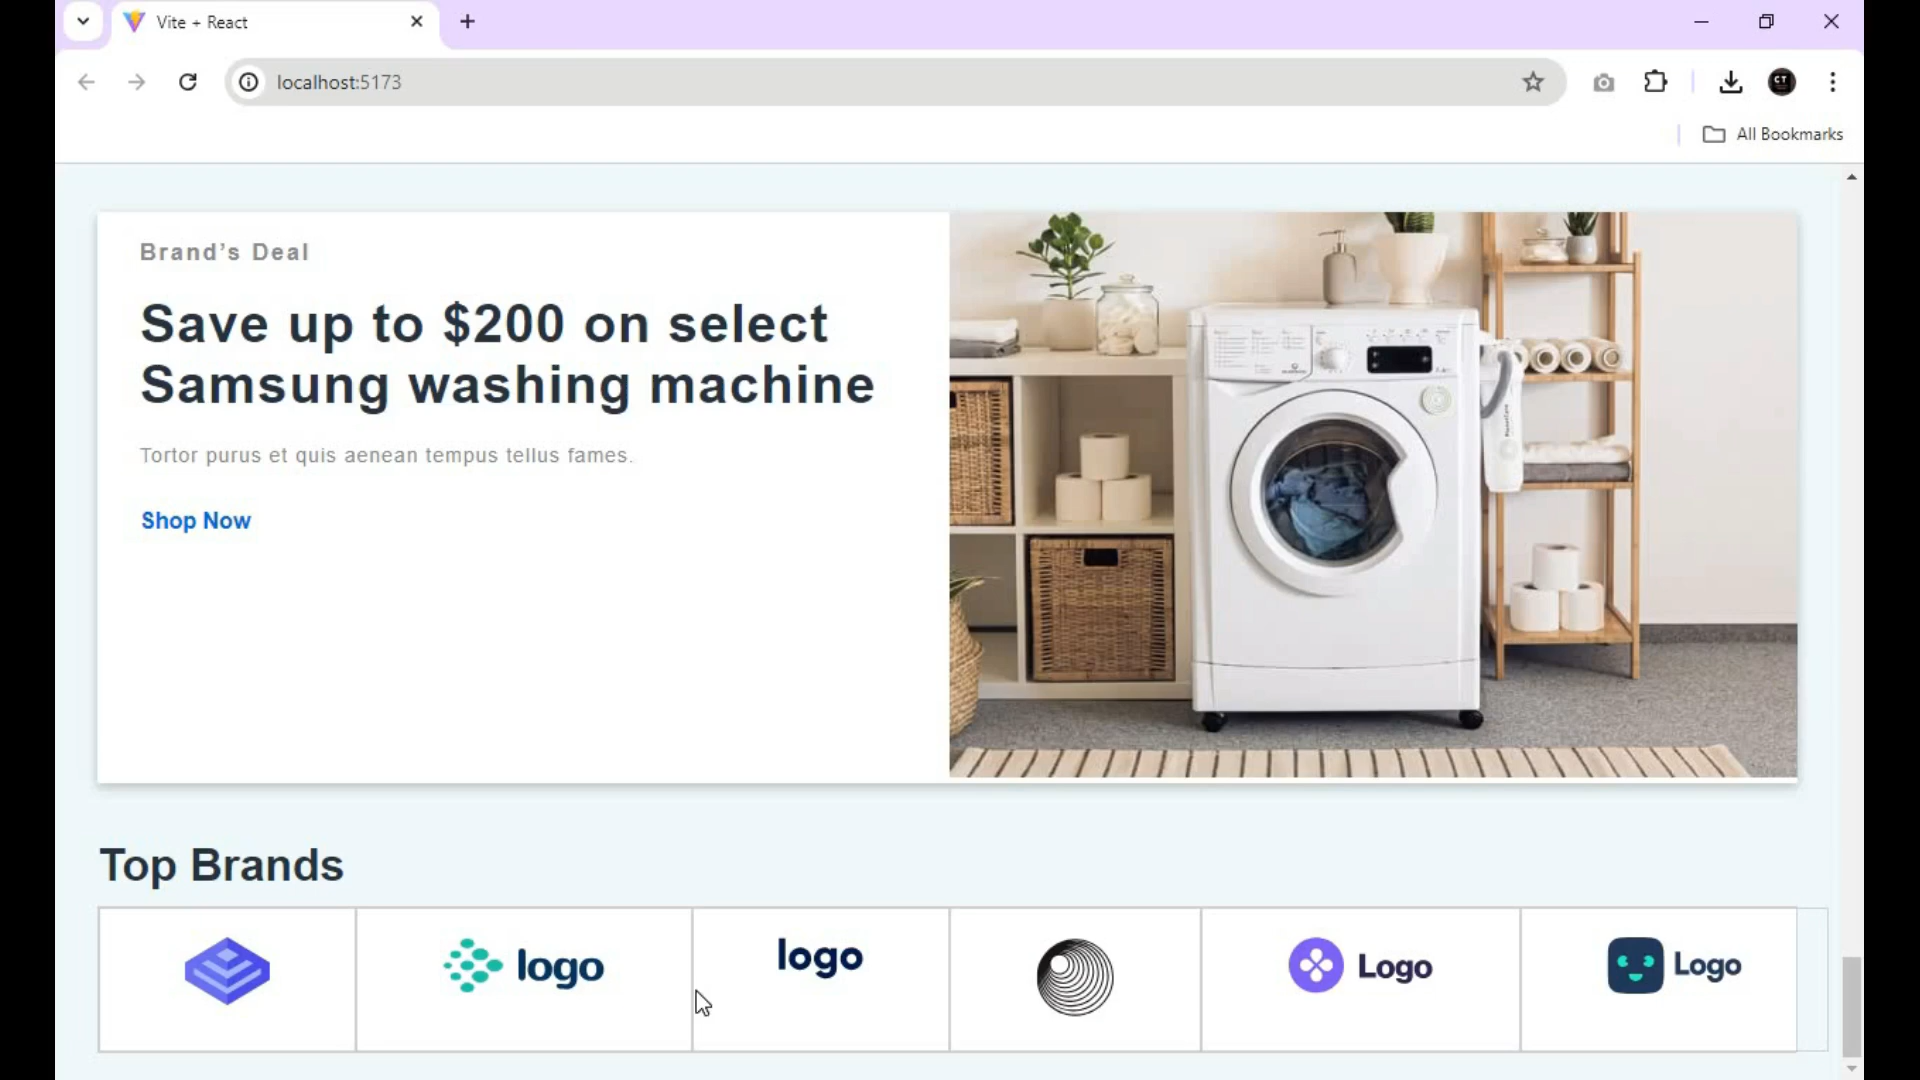 Vite + React
localhost:5173
CT
All Bookmarks
Brand's Deal
Save up to $200 on select
Samsung washing machine
Tortor purus et quis aenean tempus tellus fames.
Shop Now
Top Brands
logo
logo
Logo
Logo